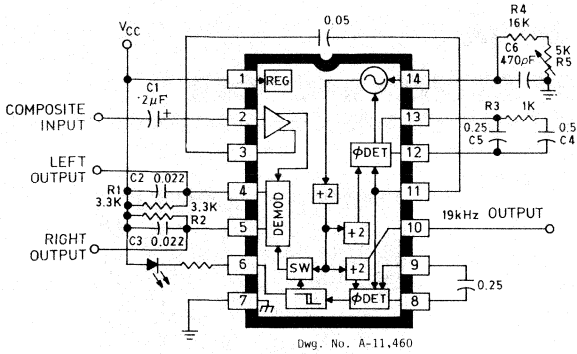 0.05
R4
16K
VCC
C6
470pF
5K
R5
C1
.2µF
+
1
REG
14
COMPOSITE
INPUT
2
13
R3
1K
0.25
C5
0.5
C4
3
φDET
12
LEFT
OUTPUT
C2 0.022
R1
3.3K
4
÷2
11
DEMOD
3.3K
R2
C3 0.022
5
÷2
10
19kHz OUTPUT
RIGHT
OUTPUT
6
SW
÷2
9
0.25
7
φDET
8
Dwg. No. A-11,460